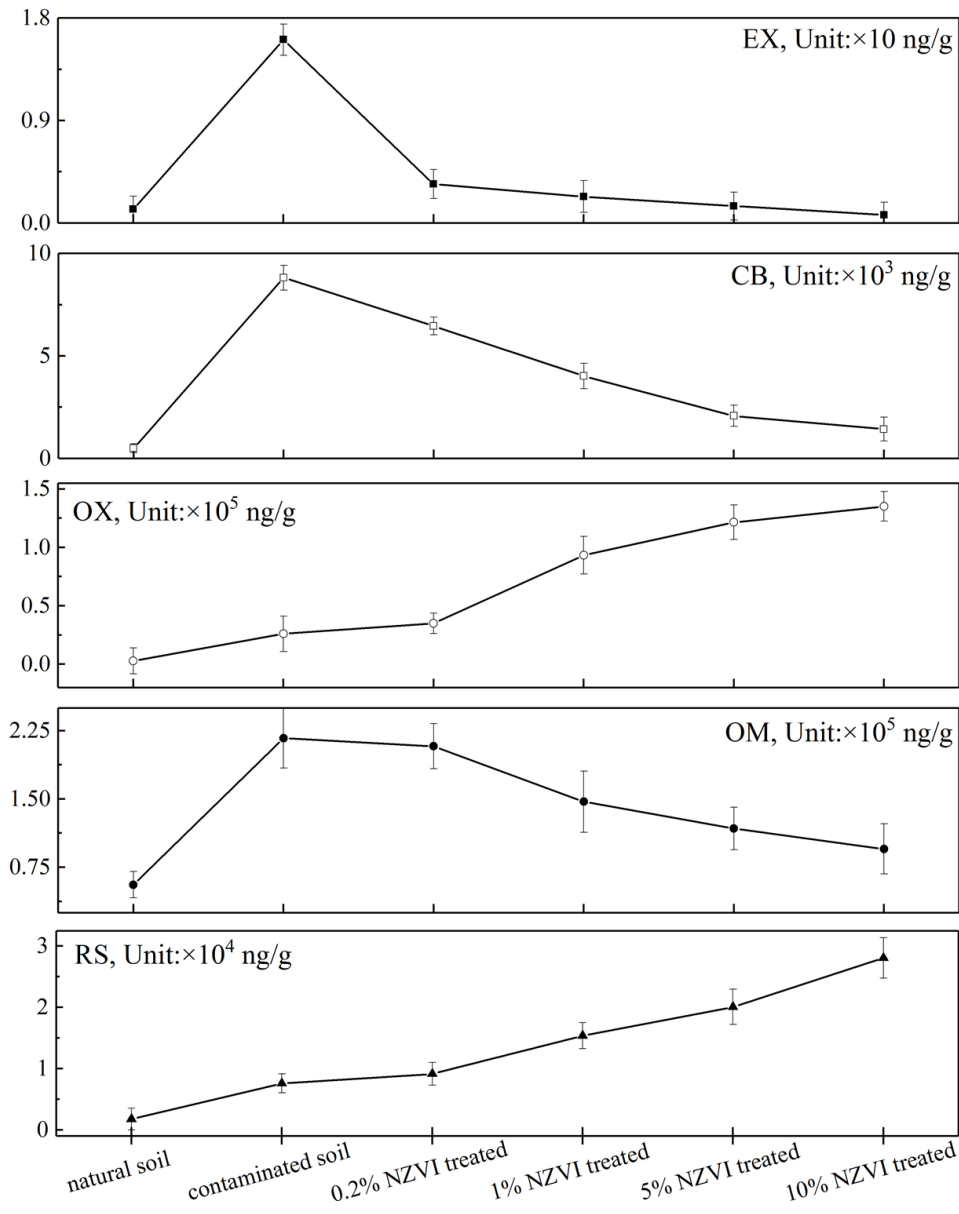 1.8
EX, Unit:×10 ng/g
0.9
0.0
10
CB, Unit:×10³ ng/g
5
0
1.5
OX, Unit:×10⁵ ng/g
1.0
0.5
0.0
2.25
OM, Unit:×10⁵ ng/g
1.50
0.75
3
RS, Unit:×10⁴ ng/g
2
1
0
natural soil
contaminated soil
0.2% NZVI treated
1% NZVI treated
5% NZVI treated
10% NZVI treated